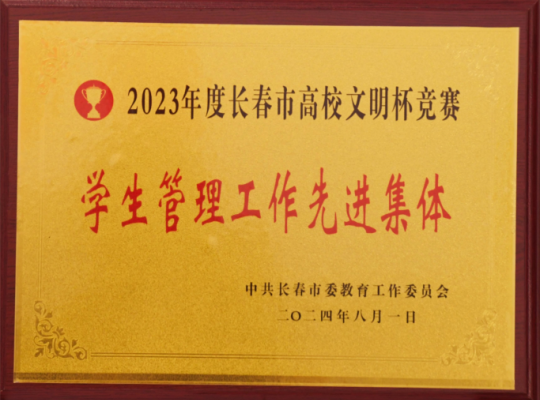 2023年度长春市高校文明杯竞赛
学生管理工作先进集体
中共长春市委教育工作委员会
二〇二四年八月一日